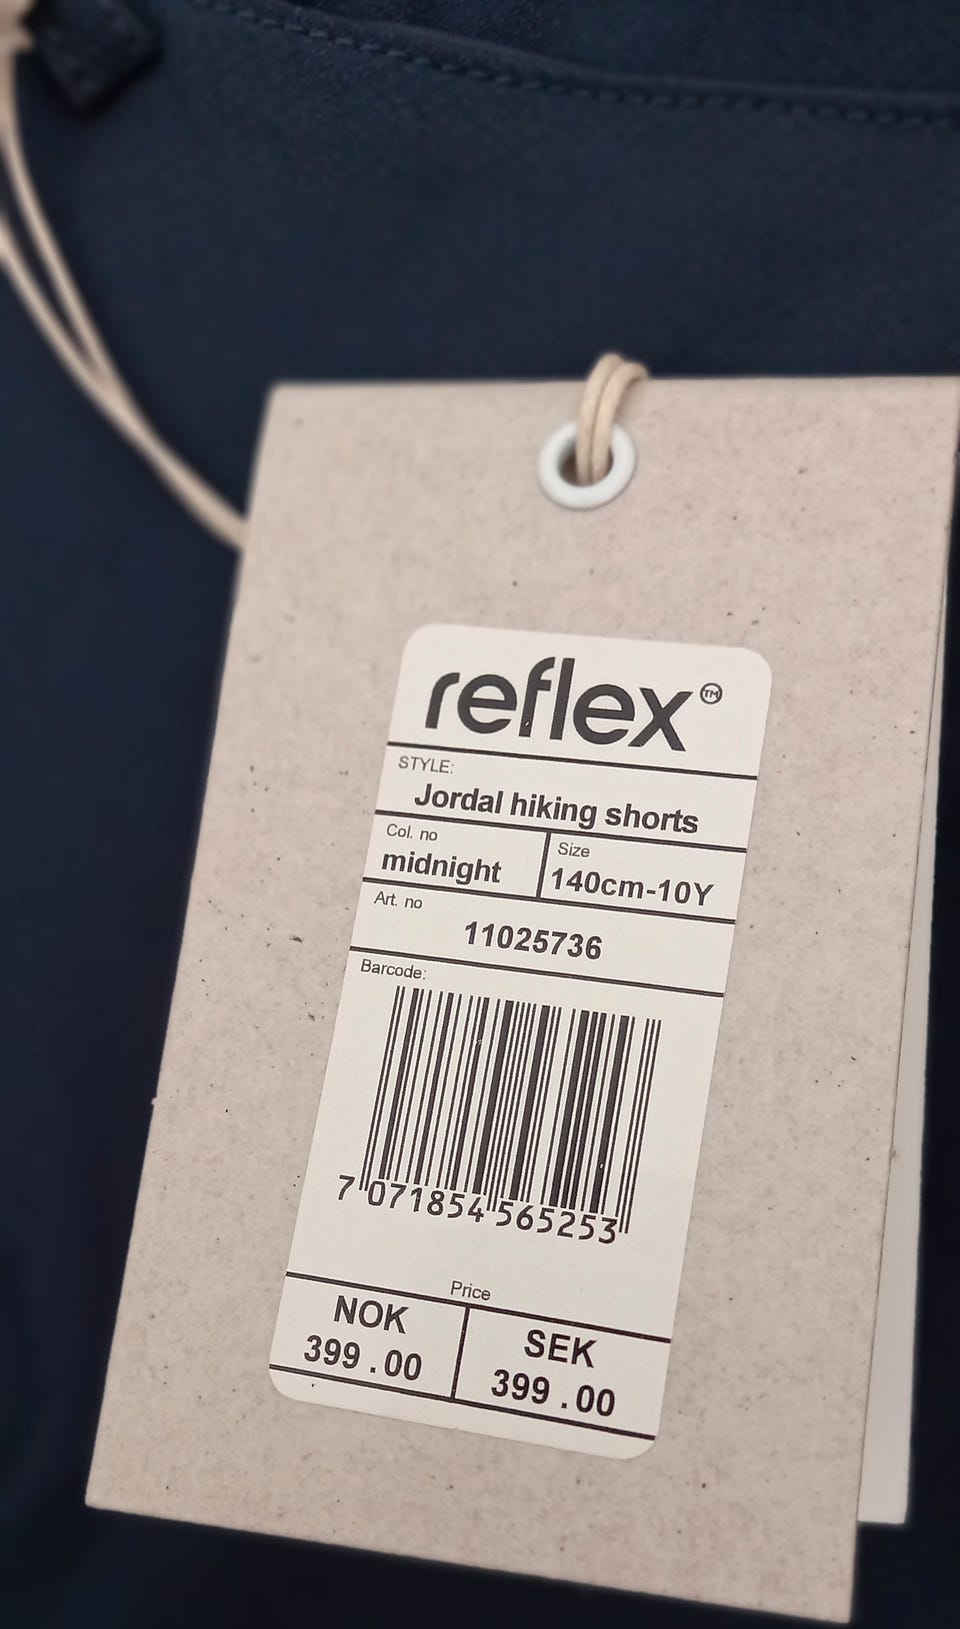 reflex™
STYLE:
Jordal hiking shorts
Col. no
midnight
Size
140cm-10Y
Art. no
11025736
Barcode:
7 071854 565253
Price
NOK
399 .00
SEK
399 .00